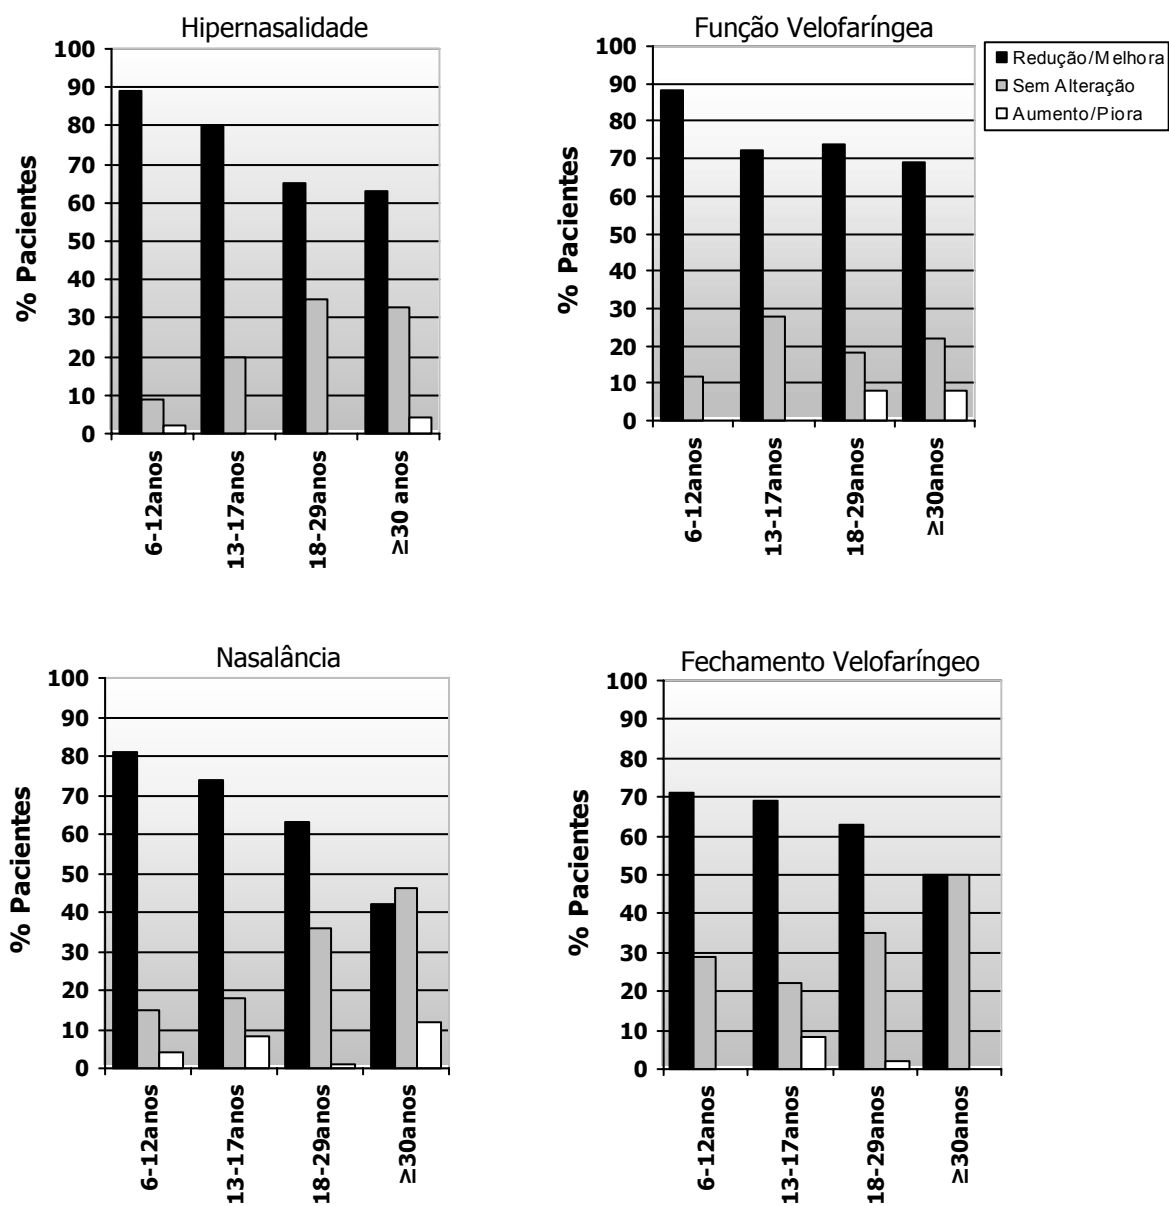 Hipernasalidade
100
90
80
70
60
50
40
30
20
10
0
% Pacientes
6-12anos
13-17anos
18-29anos
≥30 anos
Função Velofaríngea
100
90
80
70
60
50
40
30
20
10
0
% Pacientes
6-12anos
13-17anos
18-29anos
≥30anos
Redução/Melhora
Sem Alteração
Aumento/Piora
Nasalância
100
90
80
70
60
50
40
30
20
10
0
% Pacientes
6-12anos
13-17anos
18-29anos
≥30anos
Fechamento Velofaríngeo
100
90
80
70
60
50
40
30
20
10
0
% Pacientes
6-12anos
13-17anos
18-29anos
≥30anos